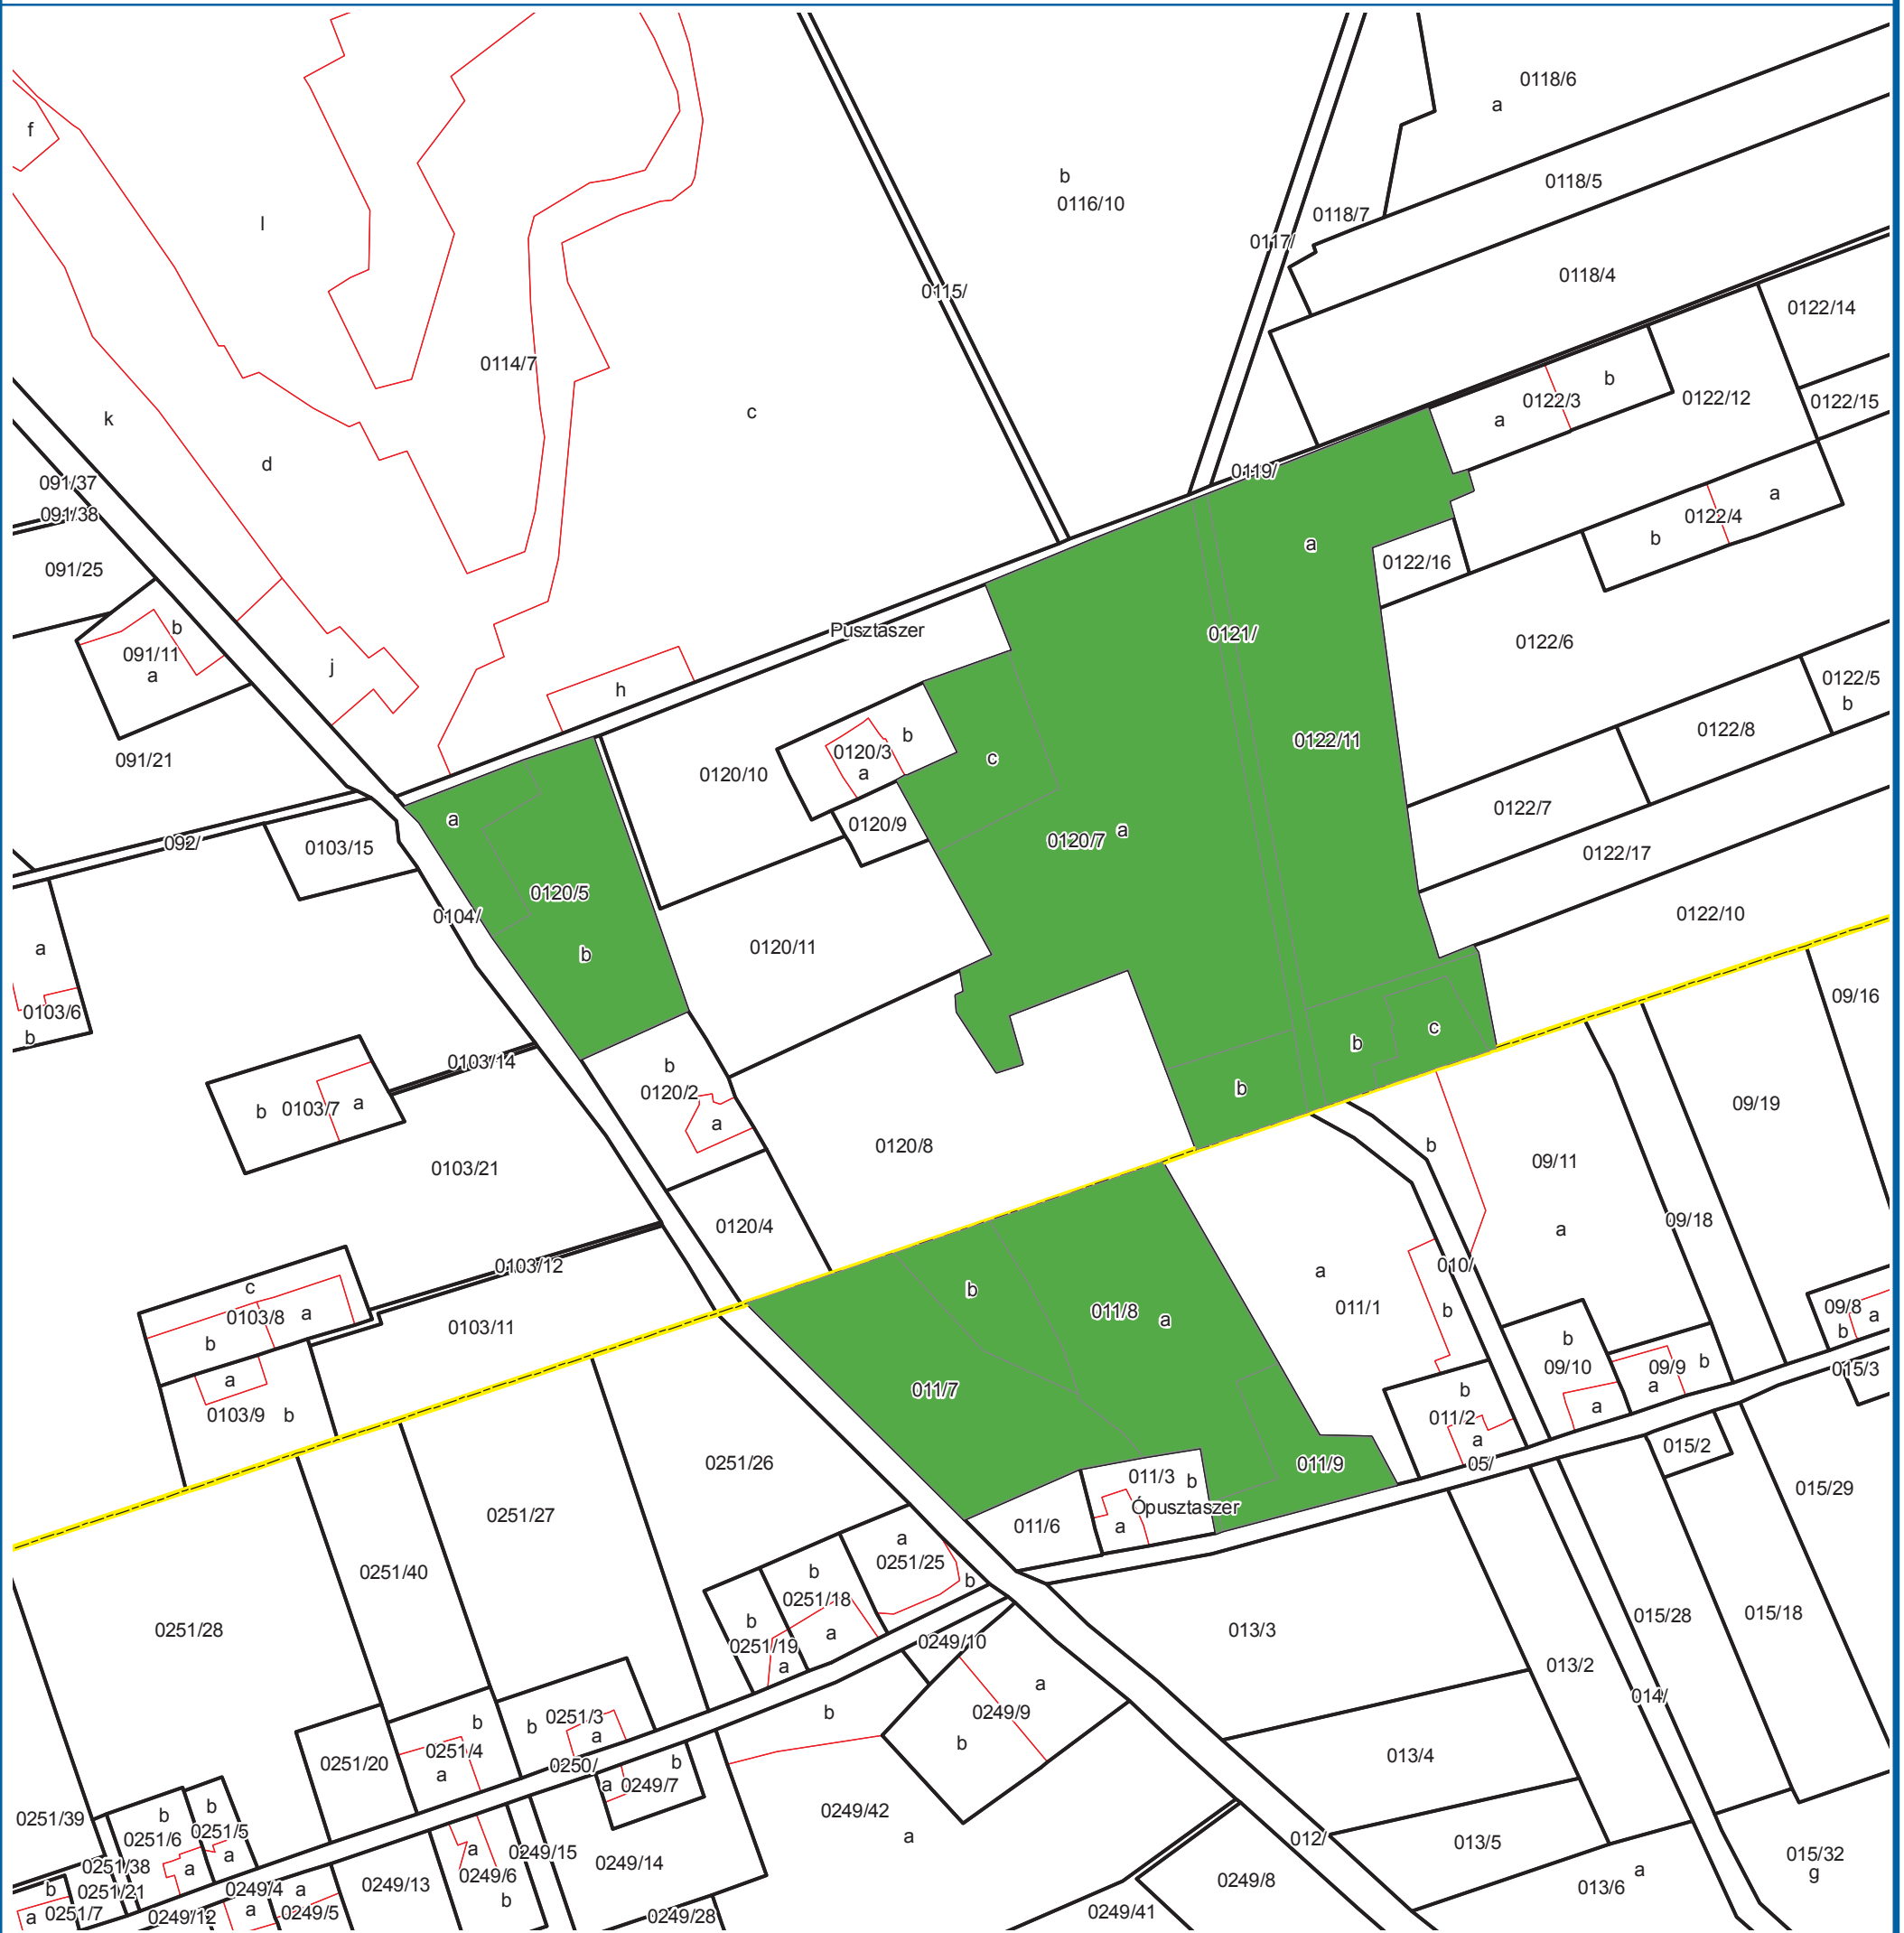 0118/6
a
f
b
0116/10
0118/5
0118/7
l
0117/
0118/4
0115/
0122/14
0114/7
b
0122/3
a
0122/12
0122/15
c
k
d
0119/
091/37
091/38
a
0122/4
b
a
0122/16
091/25
b
091/11
a
Pusztaszer
0121/
0122/6
j
h
0122/5
b
0122/8
0122/11
091/21
0120/10
0120/3
a
b
c
0120/9
0120/7
a
0122/7
0122/17
a
092/
0103/15
0120/5
b
0104/
0120/11
0122/10
a
0103/6
b
09/16
b
c
0103/14
b
0120/2
a
b
0103/7
a
b
09/19
0120/8
b
09/11
a
0103/21
0120/4
09/18
010/
0103/12
a
011/1
b
b
011/8
a
c
0103/8
a
b
0103/11
09/8
a
b
015/3
b
09/10
a
09/9
b
a
011/7
a
0103/9
b
b
011/2
a
05/
015/2
0251/26
011/9
011/3
b
Ópusztaszer
a
011/6
015/29
0251/27
0251/40
a
0251/25
b
b
0251/18
a
b
0251/19
a
0251/28
0249/10
013/3
015/28
015/18
013/2
014/
a
0249/9
b
b
0251/3
a
b
b
0251/4
a
0250/
0251/20
b
0249/7
a
013/4
0249/42
a
0251/39
b
0251/6
a
b
0251/5
a
0251/38
0251/21
b
0251/7
a
0249/12
0249/4
a
a
0249/5
0249/13
a
0249/6
b
0249/15
0249/14
0249/28
012/
013/5
013/6
a
015/32
g
0249/8
0249/41